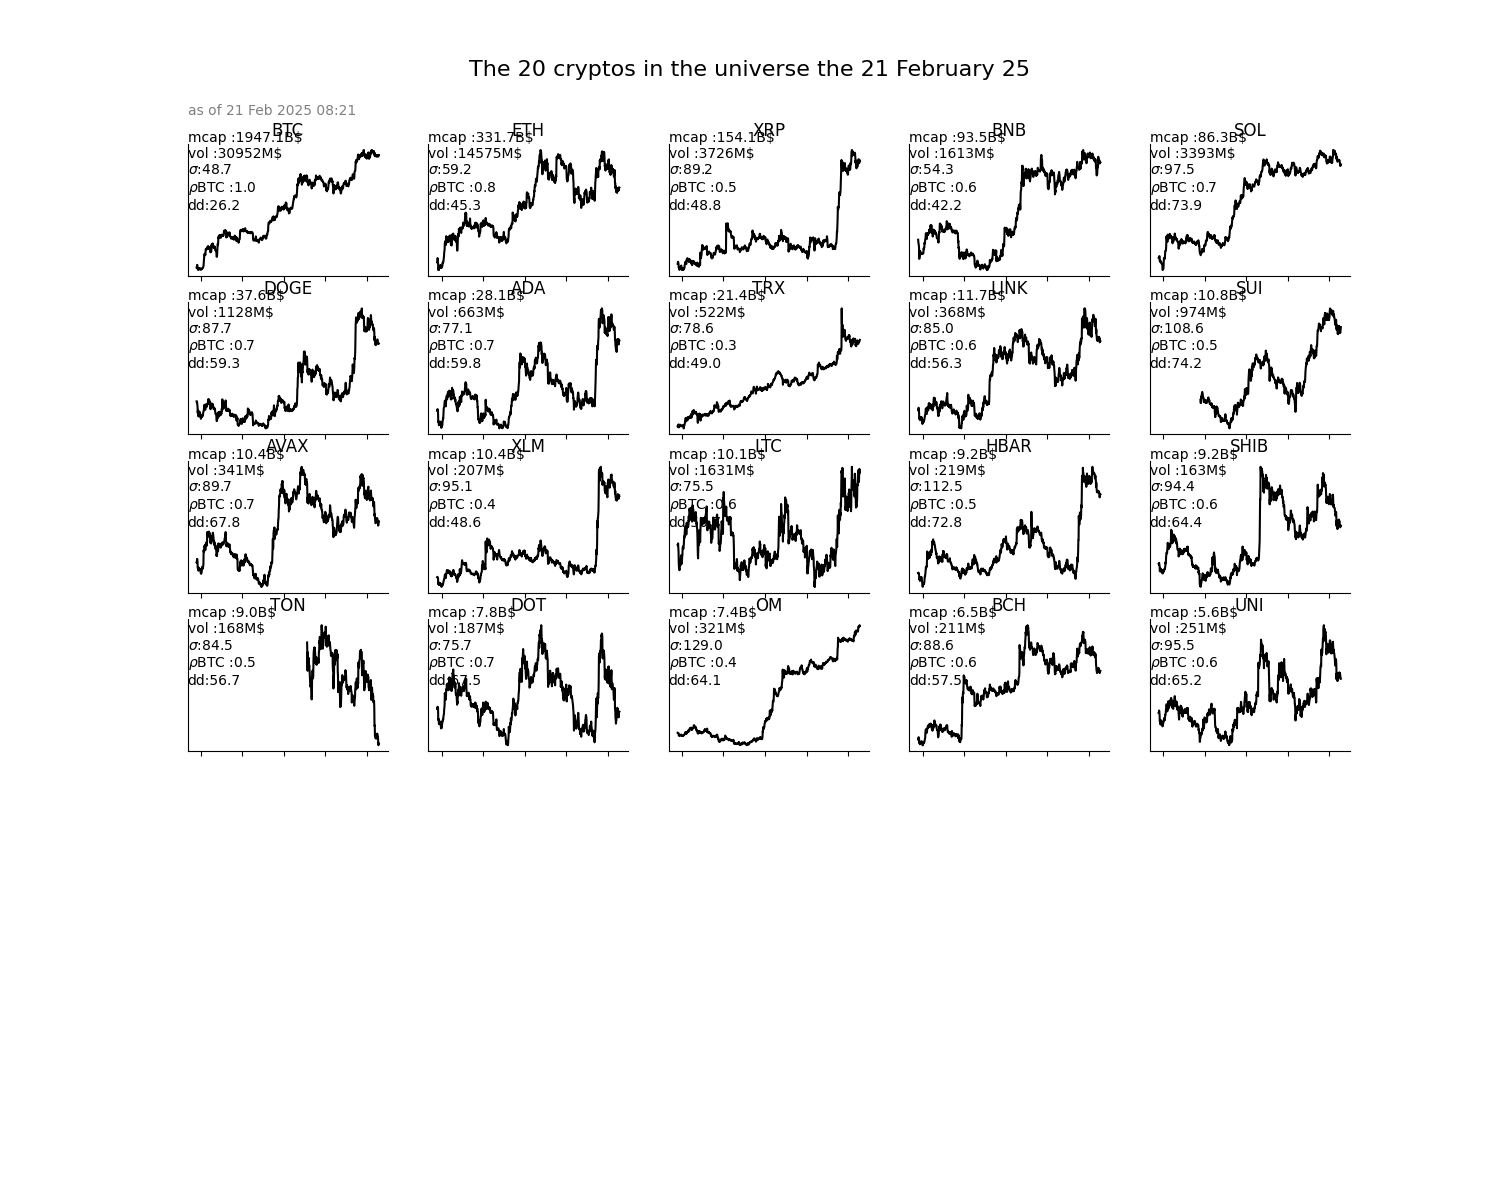 The 20 cryptos in the universe the 21 February 25
as of 21 Feb 2025 08:21
BTC
mcap :1947.1B$
vol :30952M$
σ:48.7
ρBTC :1.0
dd:26.2
ETH
mcap :331.7B$
vol :14575M$
σ:59.2
ρBTC :0.8
dd:45.3
XRP
mcap :154.1B$
vol :3726M$
σ:89.2
ρBTC :0.5
dd:48.8
BNB
mcap :93.5B$
vol :1613M$
σ:54.3
ρBTC :0.6
dd:42.2
SOL
mcap :86.3B$
vol :3393M$
σ:97.5
ρBTC :0.7
dd:73.9
DOGE
mcap :37.6B$
vol :1128M$
σ:87.7
ρBTC :0.7
dd:59.3
ADA
mcap :28.1B$
vol :663M$
σ:77.1
ρBTC :0.7
dd:59.8
TRX
mcap :21.4B$
vol :522M$
σ:78.6
ρBTC :0.3
dd:49.0
LINK
mcap :11.7B$
vol :368M$
σ:85.0
ρBTC :0.6
dd:56.3
SUI
mcap :10.8B$
vol :974M$
σ:108.6
ρBTC :0.5
dd:74.2
AVAX
mcap :10.4B$
vol :341M$
σ:89.7
ρBTC :0.7
dd:67.8
XLM
mcap :10.4B$
vol :207M$
σ:95.1
ρBTC :0.4
dd:48.6
LTC
mcap :10.1B$
vol :1631M$
σ:75.5
ρBTC :0.6
HBAR
mcap :9.2B$
vol :219M$
σ:112.5
ρBTC :0.5
dd:72.8
SHIB
mcap :9.2B$
vol :163M$
σ:94.4
ρBTC :0.6
dd:64.4
TON
mcap :9.0B$
vol :168M$
σ:84.5
ρBTC :0.5
dd:56.7
DOT
mcap :7.8B$
vol :187M$
σ:75.7
ρBTC :0.7
dd:67.5
OM
mcap :7.4B$
vol :321M$
σ:129.0
ρBTC :0.4
dd:64.1
BCH
mcap :6.5B$
vol :211M$
σ:88.6
ρBTC :0.6
dd:57.5
UNI
mcap :5.6B$
vol :251M$
σ:95.5
ρBTC :0.6
dd:65.2